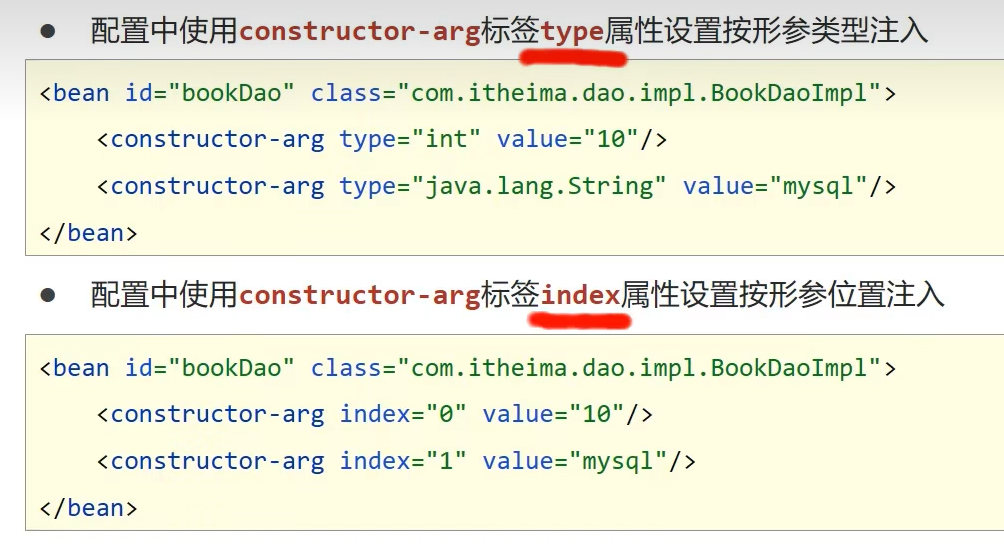 ● 配置中使用constructor-arg标签type属性设置按形参类型注入
<bean id="bookDao" class="com.itheima.dao.impl.BookDaoImpl">
    <constructor-arg type="int" value="10"/>
    <constructor-arg type="java.lang.String" value="mysql"/>
</bean>
● 配置中使用constructor-arg标签index属性设置按形参位置注入
<bean id="bookDao" class="com.itheima.dao.impl.BookDaoImpl">
    <constructor-arg index="0" value="10"/>
    <constructor-arg index="1" value="mysql"/>
</bean>